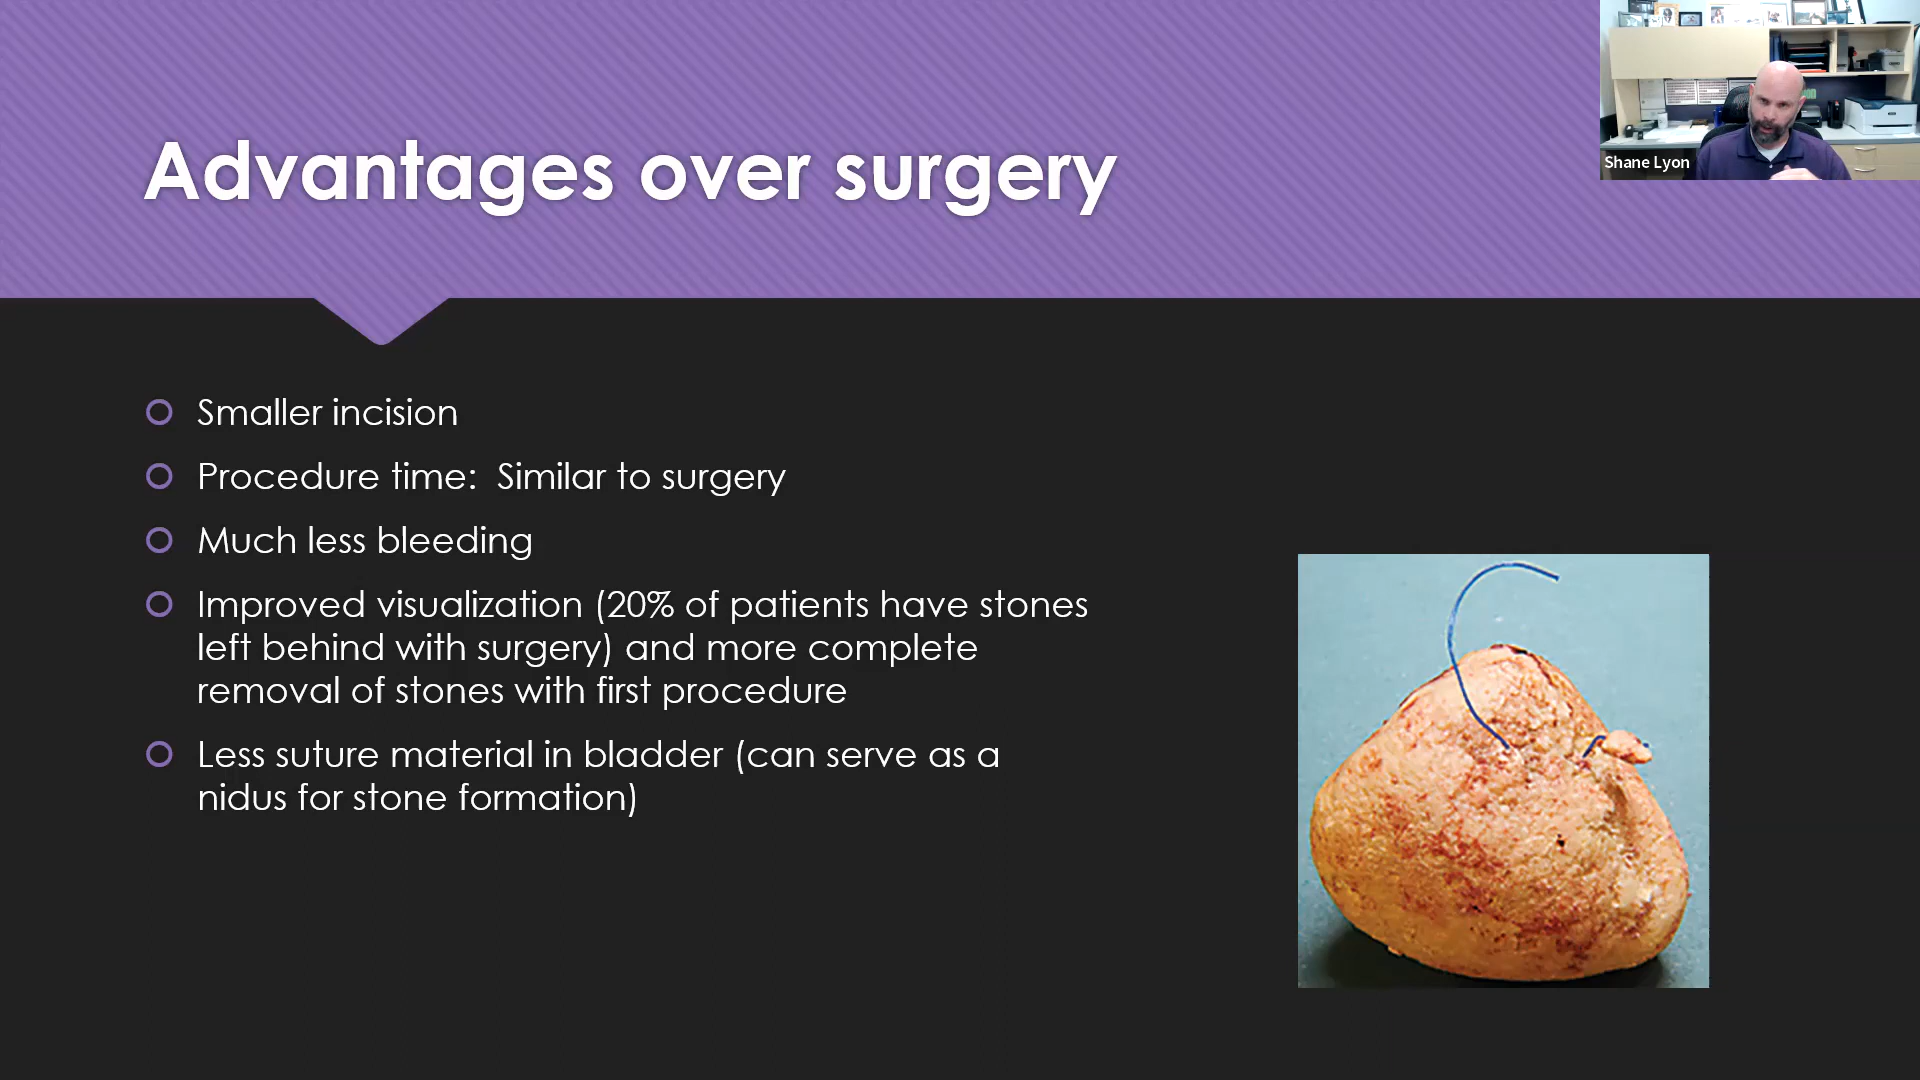 Advantages over surgery
Shane Lyon
Smaller incision
Procedure time:  Similar to surgery
Much less bleeding
Improved visualization (20% of patients have stones
left behind with surgery) and more complete
removal of stones with first procedure
Less suture material in bladder (can serve as a
nidus for stone formation)